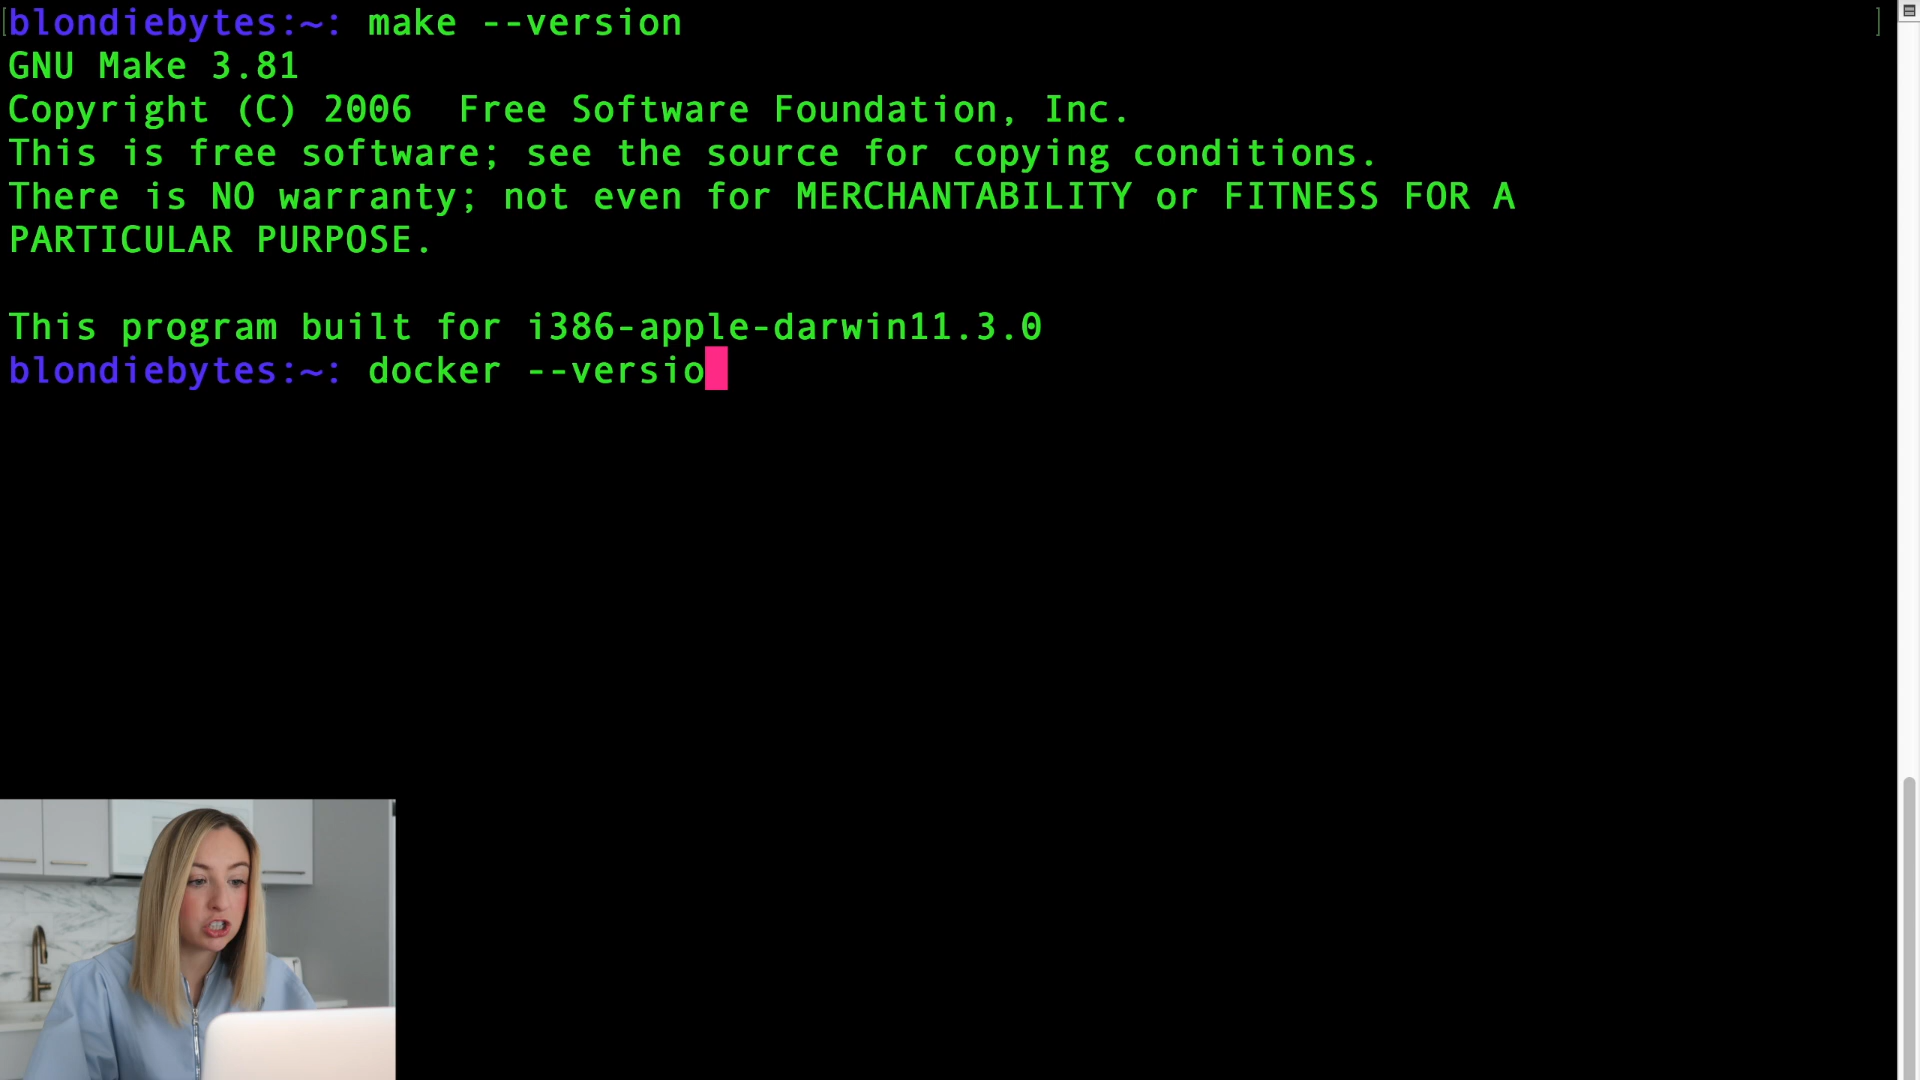 [blondiebytes:~: make --version ]
GNU Make 3.81
Copyright (C) 2006  Free Software Foundation, Inc.
This is free software; see the source for copying conditions.
There is NO warranty; not even for MERCHANTABILITY or FITNESS FOR A
PARTICULAR PURPOSE.
This program built for i386-apple-darwin11.3.0
blondiebytes:~: docker --versio